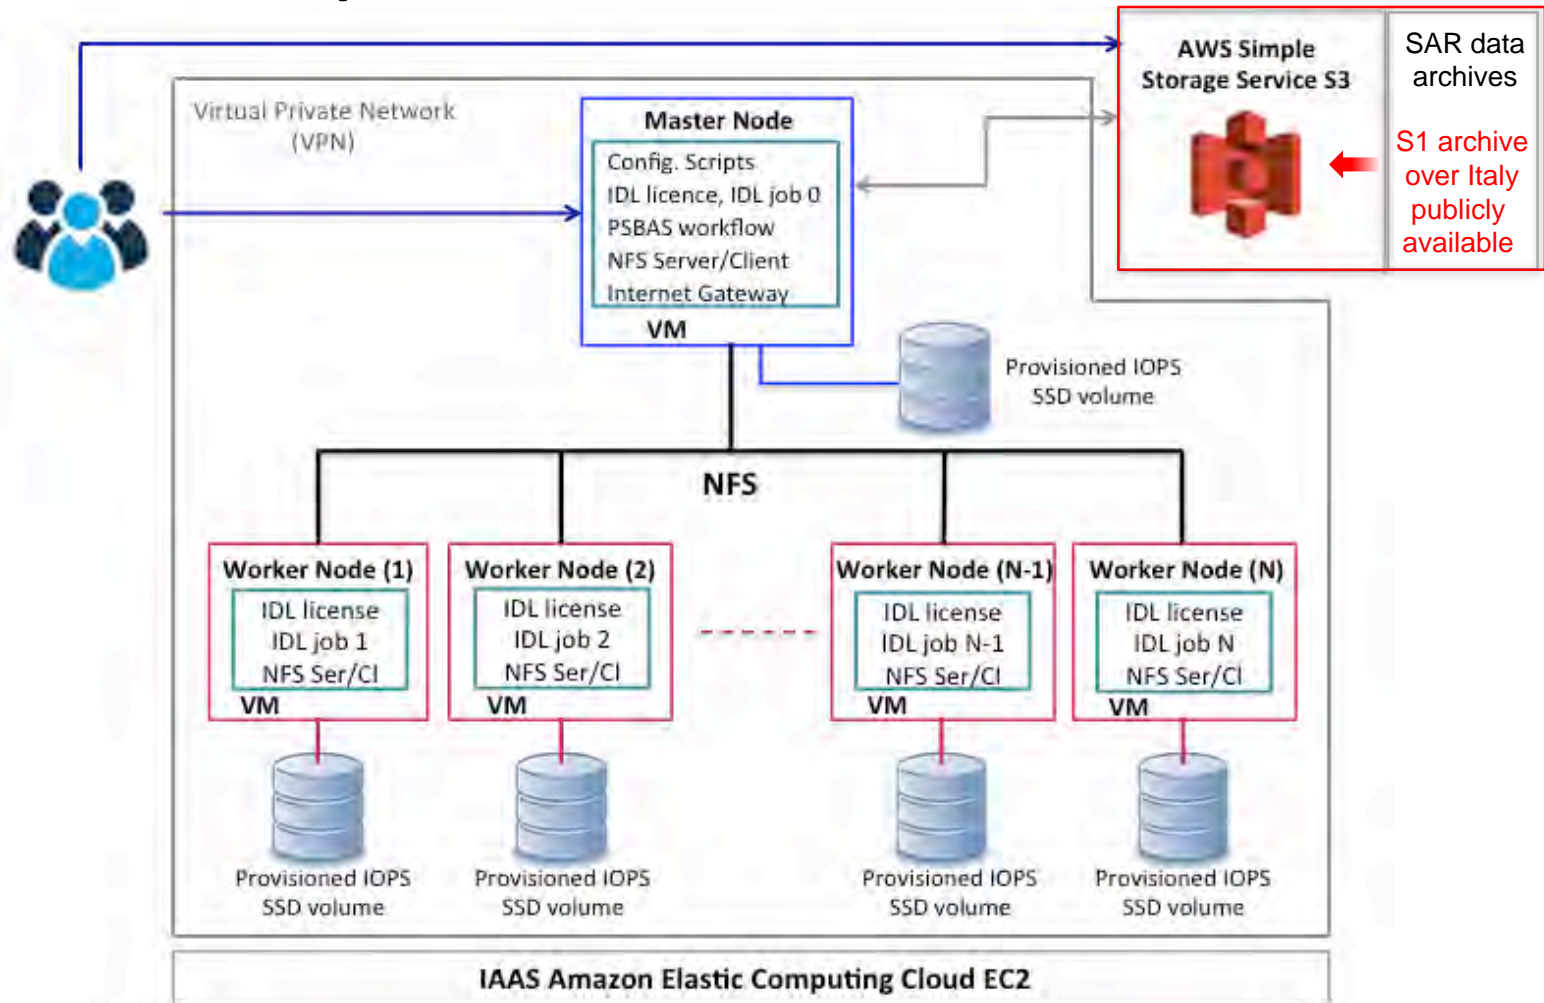 AWS Simple
Storage Service S3
SAR data
archives
S1 archive
over Italy
publicly
available
Virtual Private Network
(VPN)
Master Node
Config. Scripts
IDL licence, IDL job 0
PSBAS workflow
NFS Server/Client
Internet Gateway
VM
Provisioned IOPS
SSD volume
NFS
Worker Node (1)
IDL license
IDL job 1
NFS Ser/Cl
VM
Worker Node (2)
IDL license
IDL job 2
NFS Ser/Cl
VM
Worker Node (N-1)
IDL license
IDL job N-1
NFS Ser/Cl
VM
Worker Node (N)
IDL license
IDL job N
NFS Ser/Cl
VM
Provisioned IOPS
SSD volume
Provisioned IOPS
SSD volume
Provisioned IOPS
SSD volume
Provisioned IOPS
SSD volume
IAAS Amazon Elastic Computing Cloud EC2